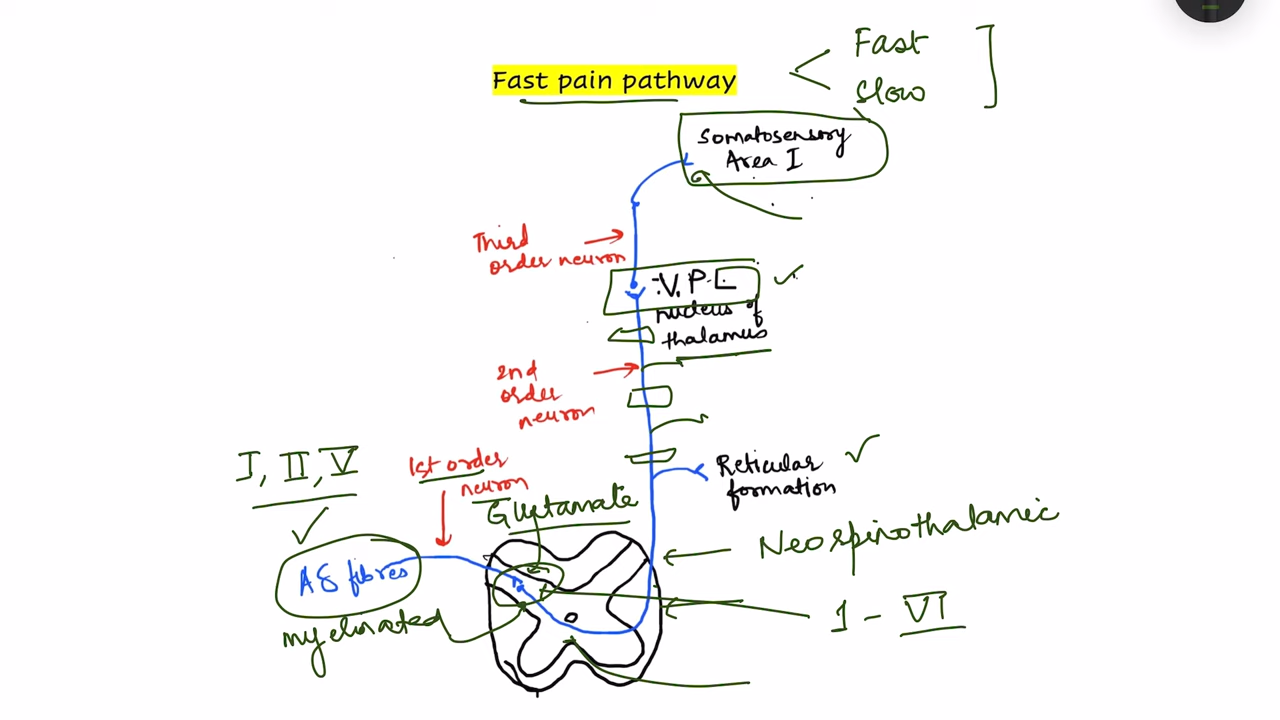 Fast
Fast pain pathway
Slow
Somatosensory
Area I
Third
order neuron
V.P.L
nucleus of
thalamus
2nd
order
neuron
I, II, V
1st order
neuron
Reticular
formation
Glutamate
Neospinothalamic
Aδ fibres
1 - VI
myelinated